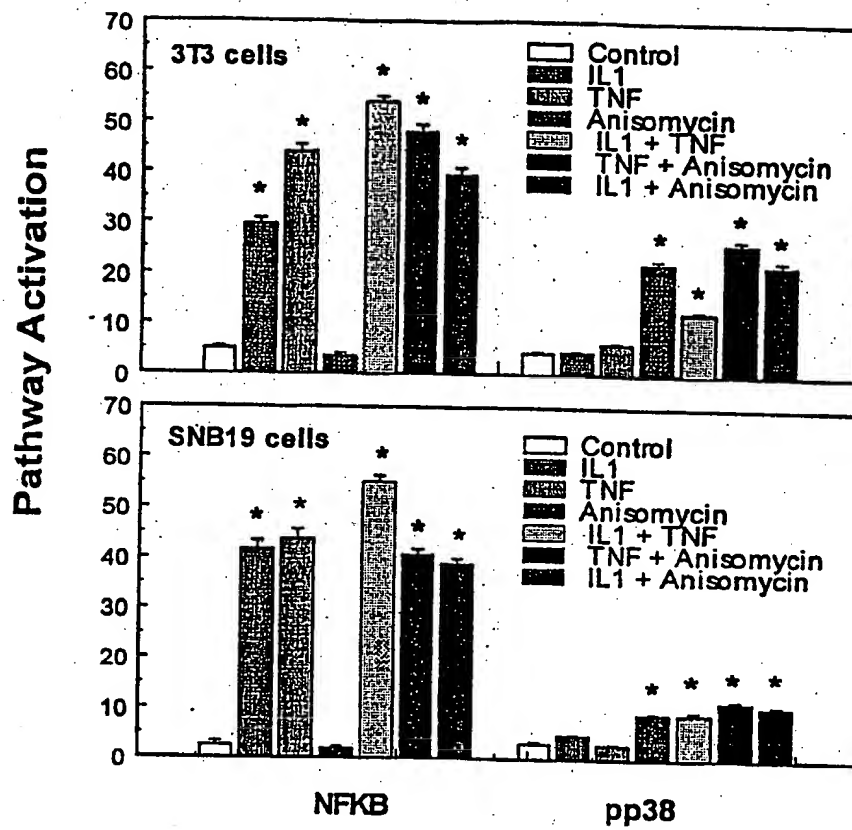 Pathway Activation
70
60
50
40
30
20
10
0
3T3 cells
* * * * *
* * * *
Control
IL1
TNF
Anisomycin
IL1 + TNF
TNF + Anisomycin
IL1 + Anisomycin
70
60
50
40
30
20
10
0
SNB19 cells
* * * * *
* * * *
Control
IL1
TNF
Anisomycin
IL1 + TNF
TNF + Anisomycin
IL1 + Anisomycin
NFKB pp38